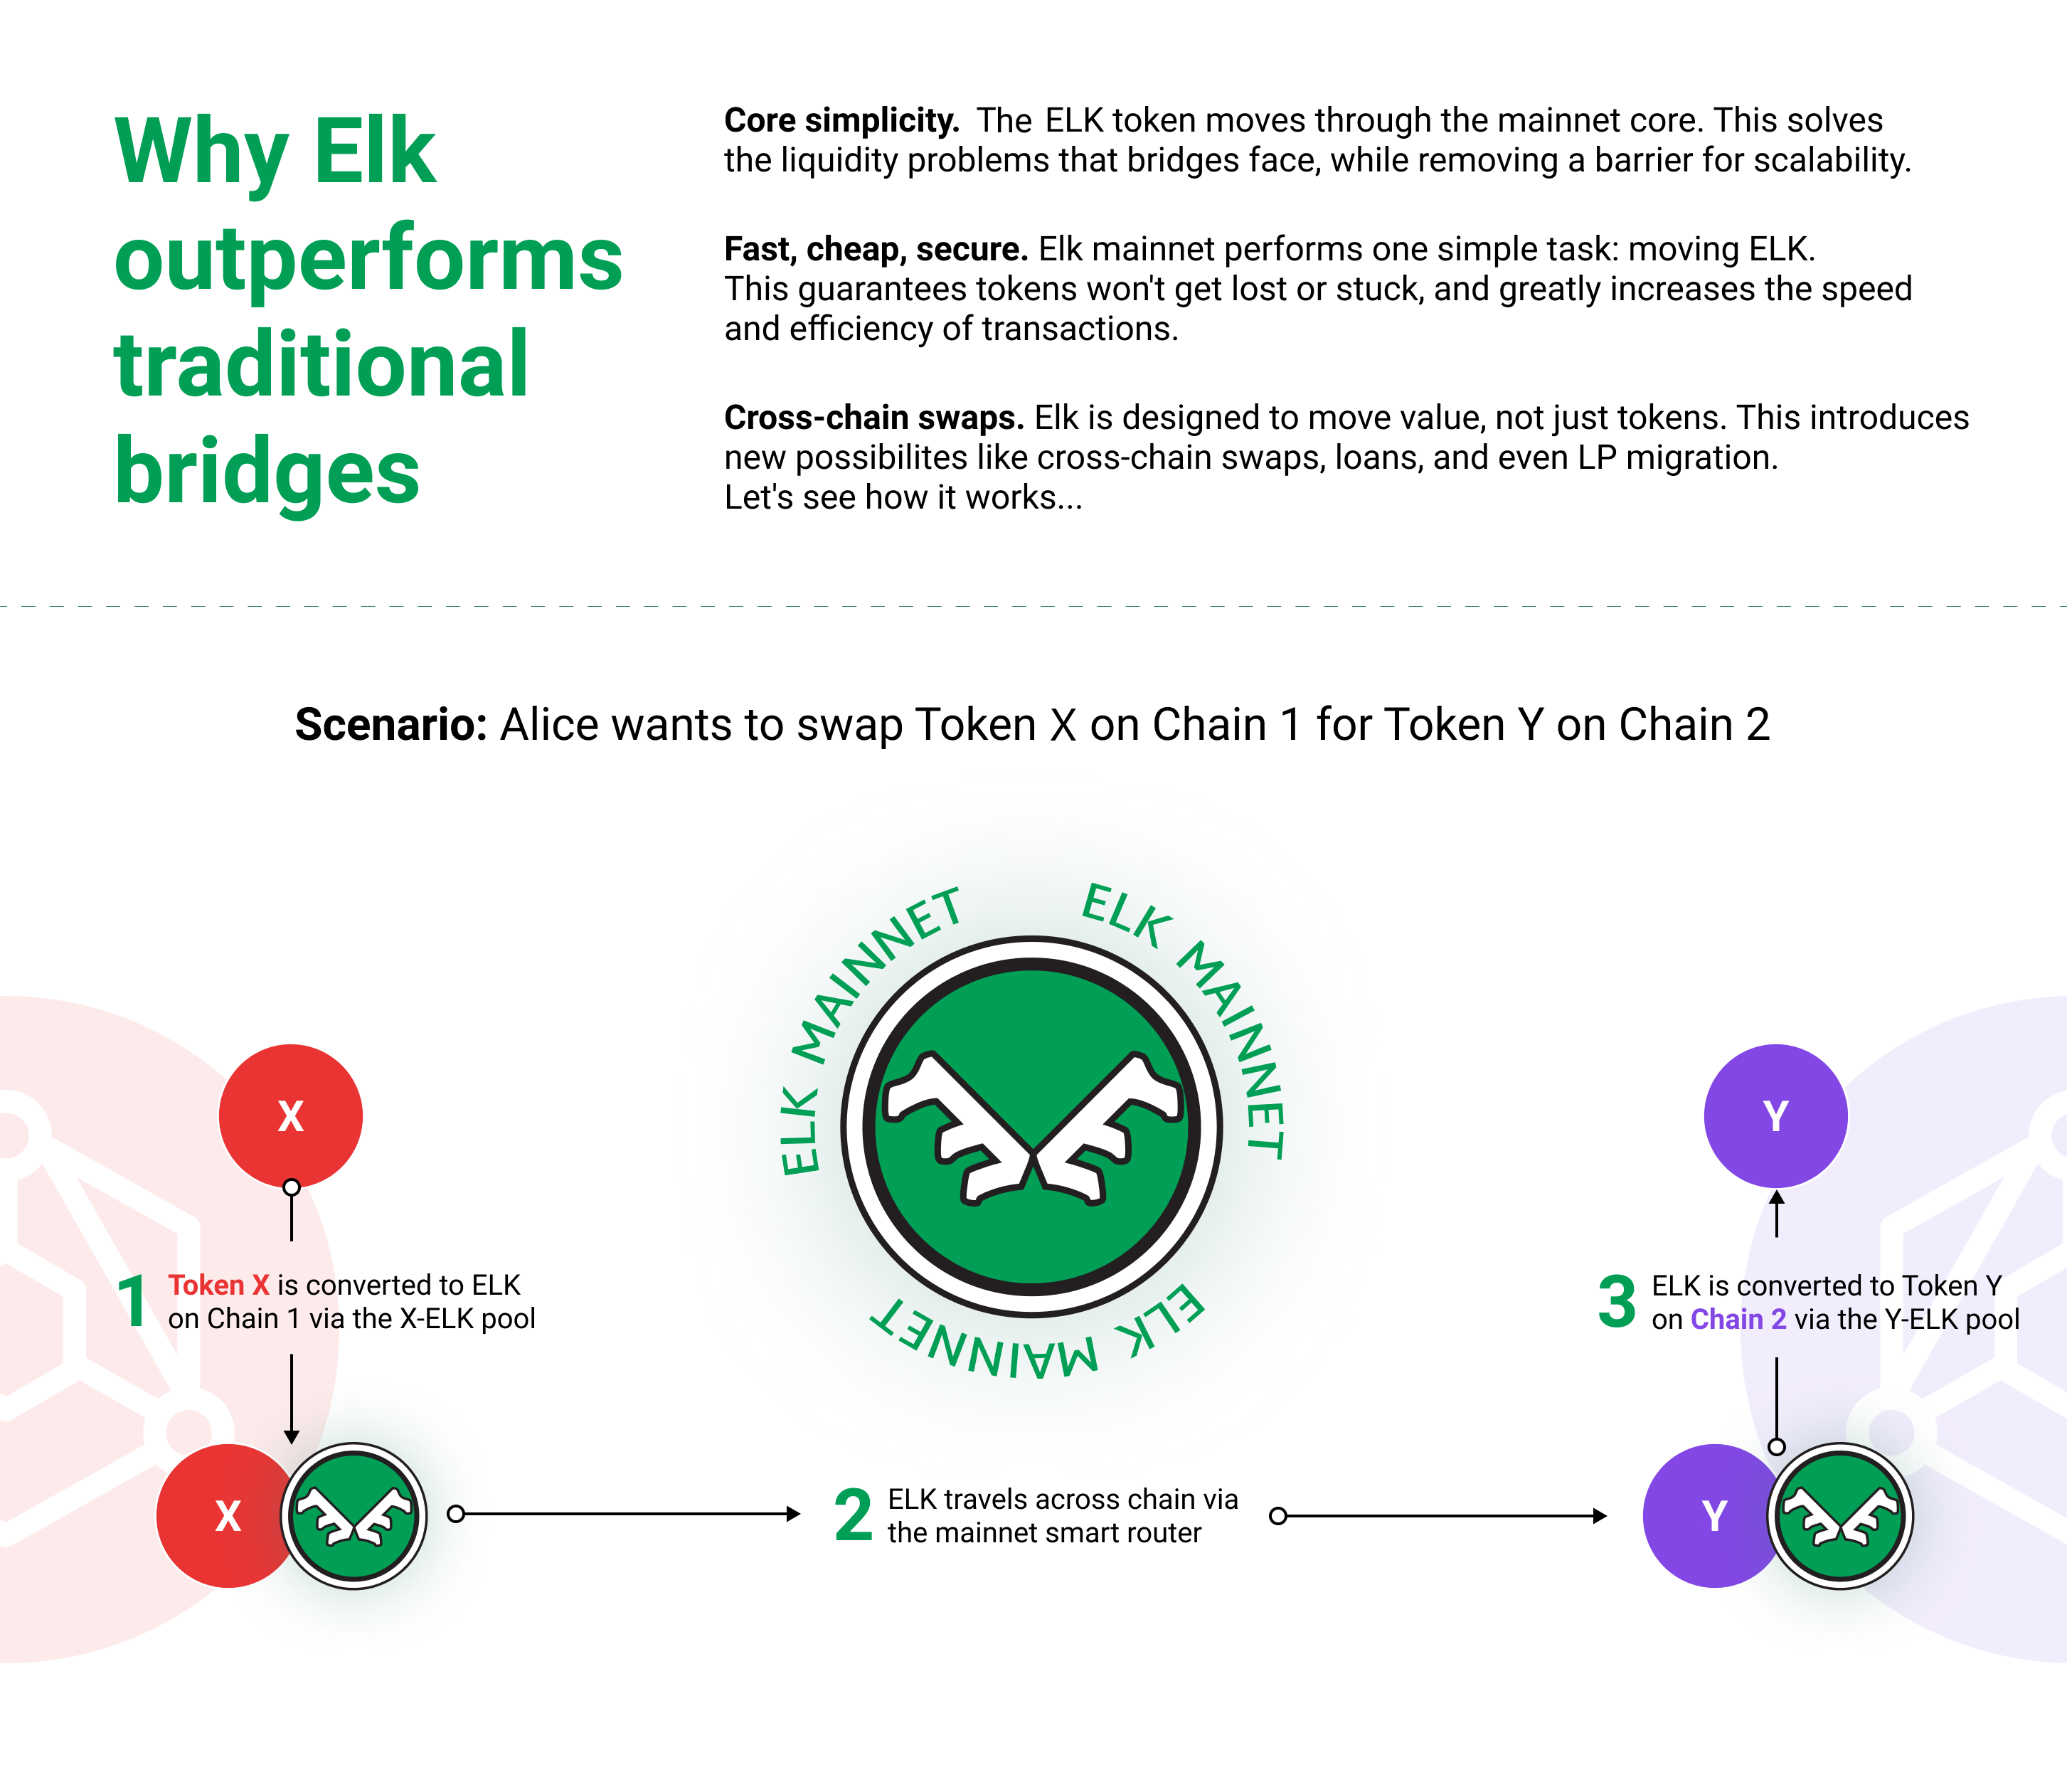 Why Elk
outperforms
traditional
bridges
Core simplicity. The ELK token moves through the mainnet core. This solves
the liquidity problems that bridges face, while removing a barrier for scalability.
Fast, cheap, secure. Elk mainnet performs one simple task: moving ELK.
This guarantees tokens won't get lost or stuck, and greatly increases the speed
and efficiency of transactions.
Cross-chain swaps. Elk is designed to move value, not just tokens. This introduces
new possibilites like cross-chain swaps, loans, and even LP migration.
Let's see how it works...
Scenario: Alice wants to swap Token X on Chain 1 for Token Y on Chain 2
ELK MAINNET
ELK MAINNET
ELK MAINNET
X
1
Token X is converted to ELK
on Chain 1 via the X-ELK pool
X
2
ELK travels across chain via
the mainnet smart router
Y
3
ELK is converted to Token Y
on Chain 2 via the Y-ELK pool
Y